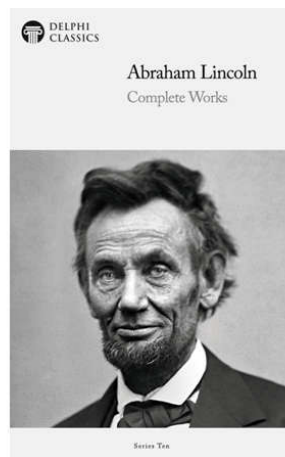 DELPHI
CLASSICS
Abraham Lincoln
Complete Works
Series Ten